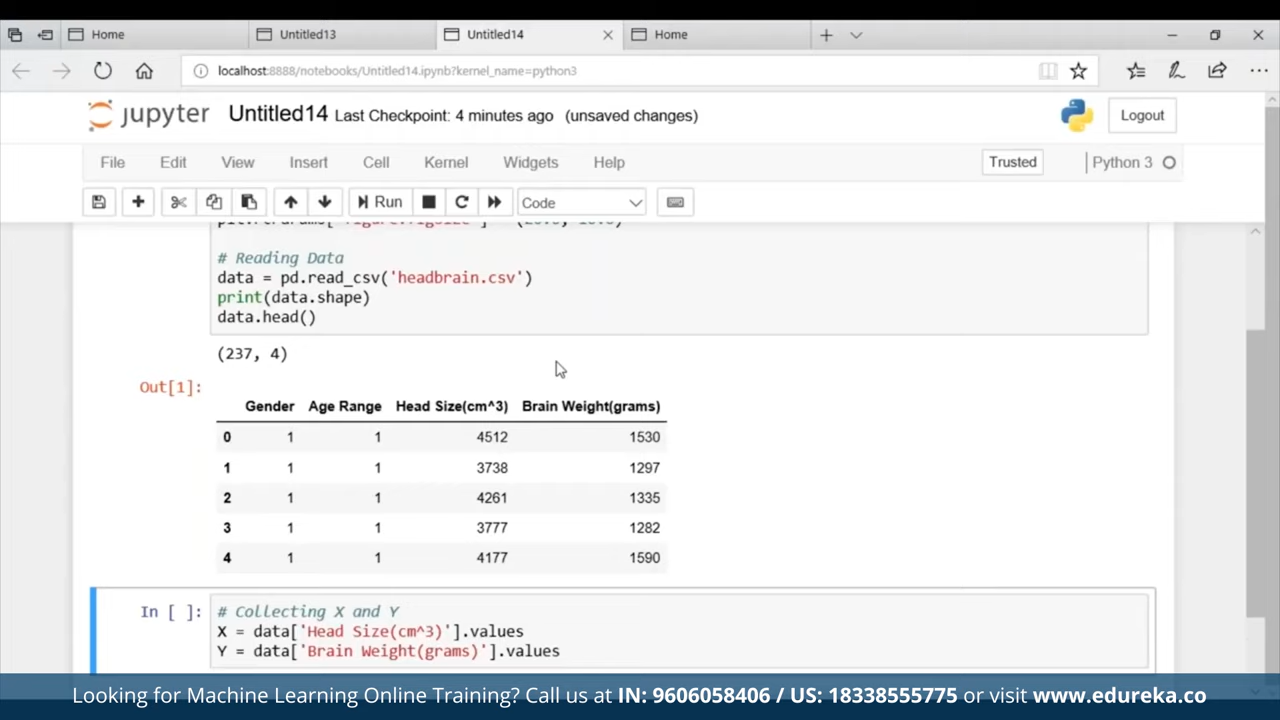 Home
Untitled13
Untitled14
Home
localhost:8888/notebooks/Untitled14.ipynb?kernel_name=python3
jupyter Untitled14 Last Checkpoint: 4 minutes ago (unsaved changes)
Logout
File Edit View Insert Cell Kernel Widgets Help
Trusted
Python 3
Run
Code
# Reading Data
data = pd.read_csv('headbrain.csv')
print(data.shape)
data.head()
(237, 4)
Out[1]:
Gender Age Range Head Size(cm^3) Brain Weight(grams)
0 1 1 4512 1530
1 1 1 3738 1297
2 1 1 4261 1335
3 1 1 3777 1282
4 1 1 4177 1590
In [ ]: # Collecting X and Y
X = data['Head Size(cm^3)'].values
Y = data['Brain Weight(grams)'].values
Looking for Machine Learning Online Training? Call us at IN: 9606058406 / US: 18338555775 or visit www.edureka.co